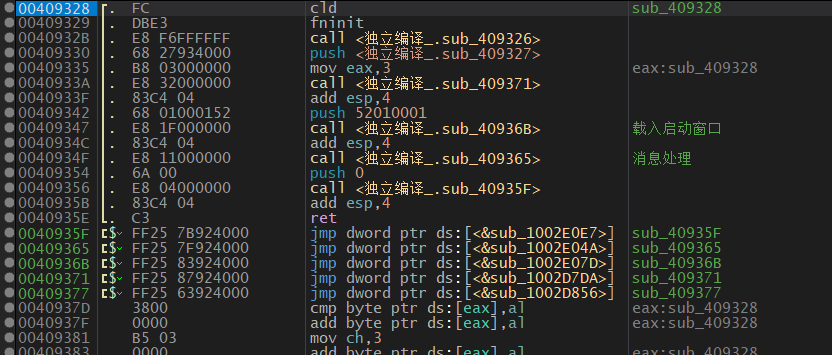 00409328 FC cld sub_409328
00409329 DBE3 fninit
0040932B E8 F6FFFFFF call <独立编译_.sub_409326>
00409330 68 27934000 push <独立编译_.sub_409327>
00409335 B8 03000000 mov eax,3 eax:sub_409328
0040933A E8 32000000 call <独立编译_.sub_409371>
0040933F 83C4 04 add esp,4
00409342 68 01000152 push 52010001
00409347 E8 1F000000 call <独立编译_.sub_40936B> 载入启动窗口
0040934C 83C4 04 add esp,4
0040934F E8 11000000 call <独立编译_.sub_409365> 消息处理
00409354 6A 00 push 0
00409356 E8 04000000 call <独立编译_.sub_40935F>
0040935B 83C4 04 add esp,4
0040935E C3 ret
0040935F $ FF25 7B924000 jmp dword ptr ds:[<&sub_1002E0E7>] sub_40935F
00409365 $ FF25 7F924000 jmp dword ptr ds:[<&sub_1002E04A>] sub_409365
0040936B $ FF25 83924000 jmp dword ptr ds:[<&sub_1002E07D>] sub_40936B
00409371 $ FF25 87924000 jmp dword ptr ds:[<&sub_1002D7DA>] sub_409371
00409377 $ FF25 63924000 jmp dword ptr ds:[<&sub_1002D856>] sub_409377
0040937D 3800 cmp byte ptr ds:[eax],al eax:sub_409328
0040937F 0000 add byte ptr ds:[eax],al eax:sub_409328
00409381 B5 03 mov ch,3
00409383 0000 add byte ptr ds:[eax],al eax:sub_409328